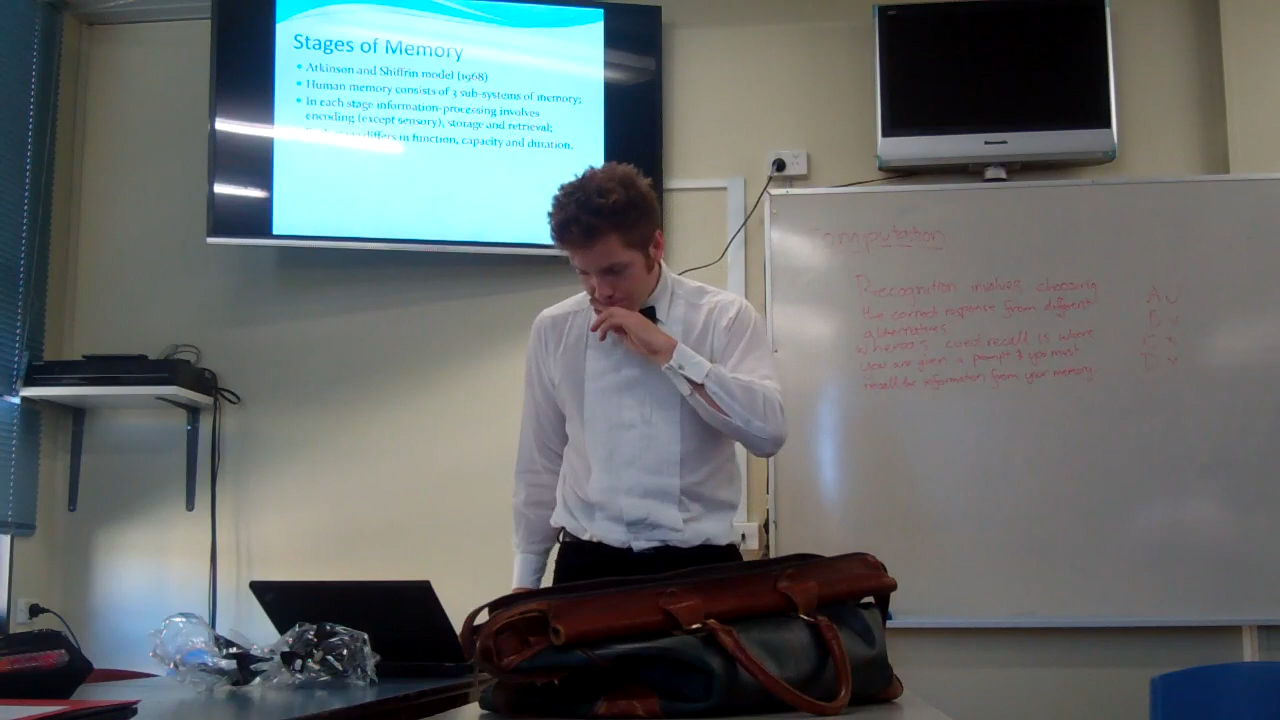 Stages of Memory
Atkinson and Shiffrin model (1968)
Human memory consists of 3 sub-systems of memory;
In each stage information-processing involves
encoding (except sensory), storage and retrieval;
differs in function, capacity and duration.
Panasonic
Computation
Recognition involves choosing
the correct response from different
alternatives
whereas cued recall is where
you are given a prompt & you must
recall the information from your memory.
A
B